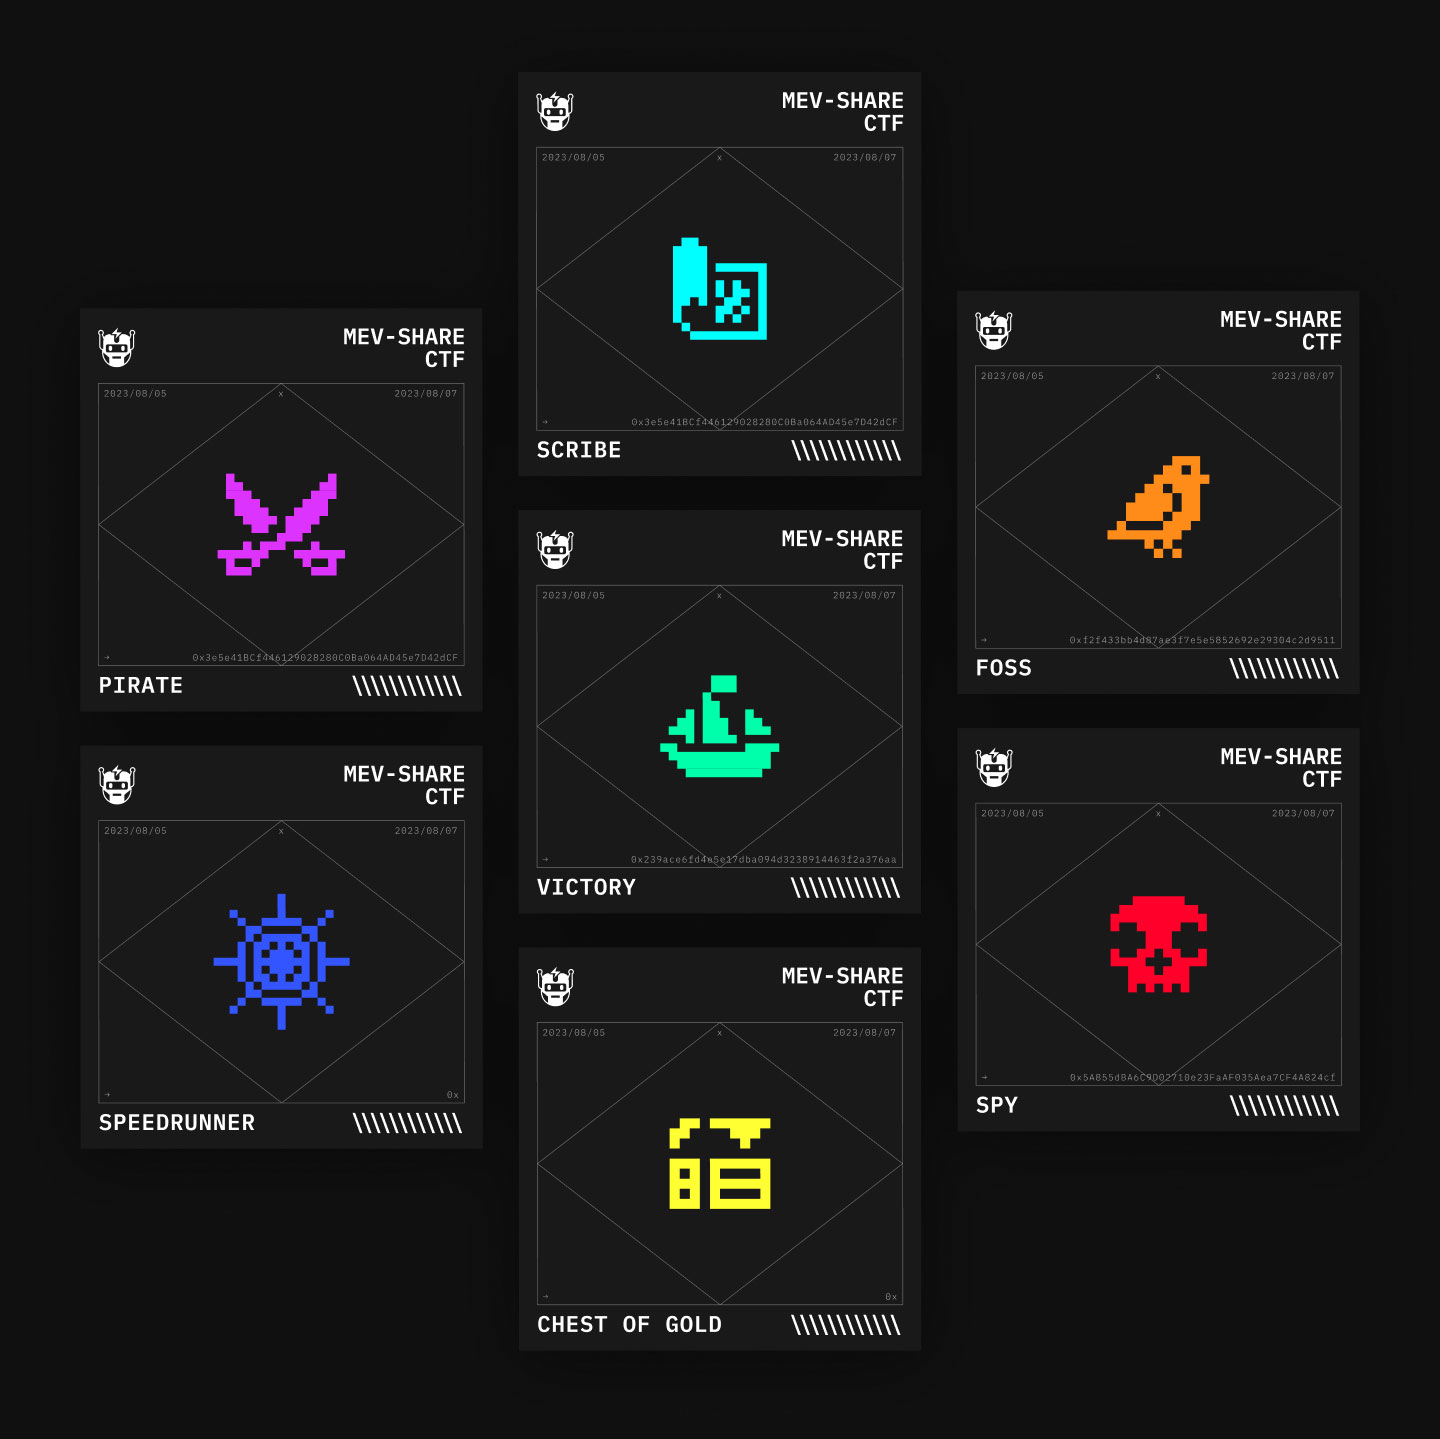 MEV-SHARE
CTF
2023/08/05 x 2023/08/07
→ 0x3e5e41BCf446129028280C0Ba064AD45e7D42dCF
SCRIBE \\\\\\\\\\\\
MEV-SHARE
CTF
2023/08/05 x 2023/08/07
→ 0x3e5e41BCf446129028280C0Ba064AD45e7D42dCF
PIRATE \\\\\\\\\\\\
MEV-SHARE
CTF
2023/08/05 x 2023/08/07
→ 0xf2f433bb4d87ae3f7e5e5852692e29304c2d9511
FOSS \\\\\\\\\\\\
MEV-SHARE
CTF
2023/08/05 x 2023/08/07
→ 0x239ace6fd4e5e17dba094d3238914463f2a376aa
VICTORY \\\\\\\\\\\\
MEV-SHARE
CTF
2023/08/05 x 2023/08/07
→ 0x
SPEEDRUNNER \\\\\\\\\\\\
MEV-SHARE
CTF
2023/08/05 x 2023/08/07
→ 0x5A855dBA6C9D02710e23FaAF035Aea7CF4A824cf
SPY \\\\\\\\\\\\
MEV-SHARE
CTF
2023/08/05 x 2023/08/07
→ 0x
CHEST OF GOLD \\\\\\\\\\\\